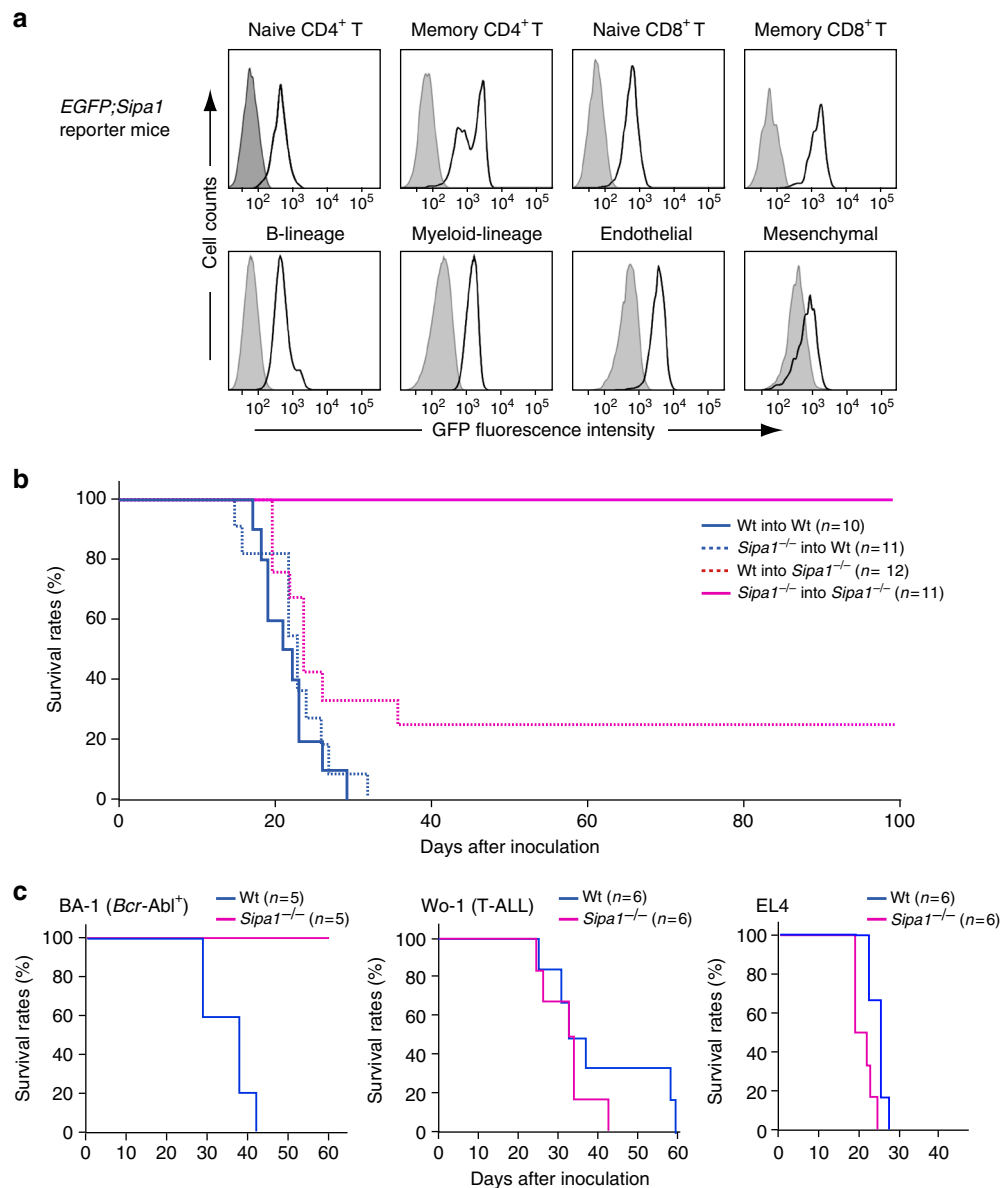 a
Naive CD4+ T
Memory CD4+ T
Naive CD8+ T
Memory CD8+ T
EGFP;Sipa1
reporter mice
Cell counts
10² 10³ 10⁴ 10⁵
10² 10³ 10⁴ 10⁵
10² 10³ 10⁴ 10⁵
10² 10³ 10⁴ 10⁵
B-lineage
Myeloid-lineage
Endothelial
Mesenchymal
10² 10³ 10⁴ 10⁵
10² 10³ 10⁴ 10⁵
10² 10³ 10⁴ 10⁵
10² 10³ 10⁴ 10⁵
GFP fluorescence intensity
b
Survival rates (%)
100
80
60
40
20
0
Wt into Wt (n=10)
Sipa1−/− into Wt (n=11)
Wt into Sipa1−/− (n= 12)
Sipa1−/− into Sipa1−/− (n=11)
0 20 40 60 80 100
Days after inoculation
c
BA-1 (Bcr-Abl+)
Wt (n=5)
Sipa1−/− (n=5)
Survival rates (%)
100
80
60
40
20
0
0 10 20 30 40 50 60
Wo-1 (T-ALL)
Wt (n=6)
Sipa1−/− (n=6)
Survival rates (%)
100
80
60
40
20
0
0 10 20 30 40 50 60
Days after inoculation
EL4
Wt (n=6)
Sipa1−/− (n=6)
Survival rates (%)
100
80
60
40
20
0
0 10 20 30 40